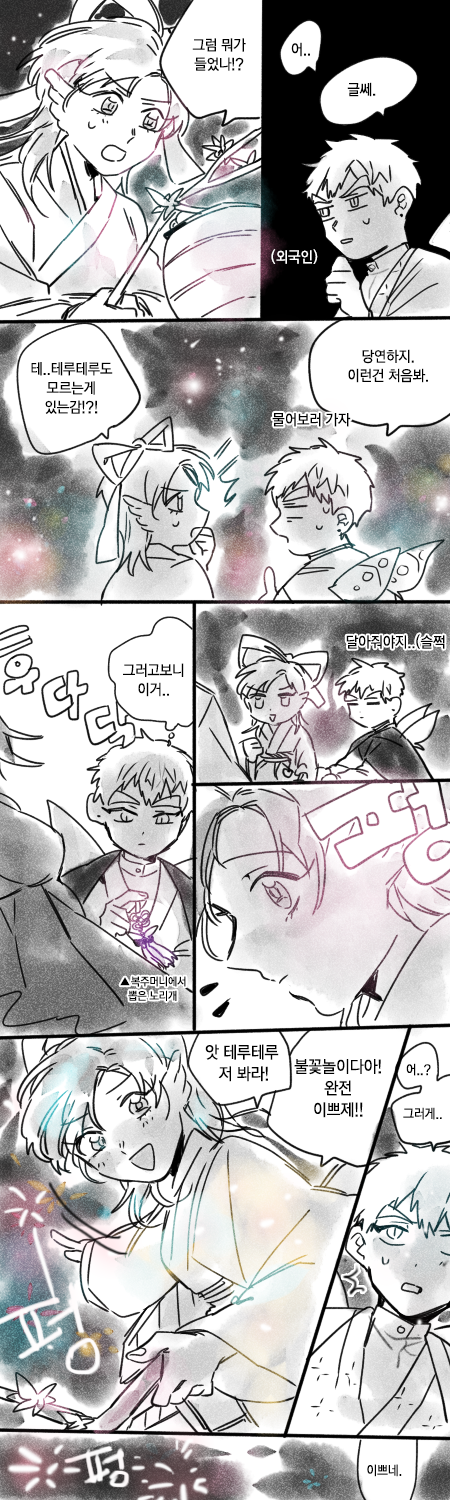 그럼 뭐가
들었나!?
어..
글쎄.
(외국인)
테..테루테루도
모르는게
있는감?!?
당연하지.
이런건 처음봐.
물어보러 가자
그러고보니
이거..
우다다
▲복주머니에서
뽑은 노리개
달아줘야지..(슬쩍
펑
앗 테루테루
저 봐라!
불꽃놀이다아!
완전
이쁘제!!
어..?
그러게..
펑
펑
이쁘네.